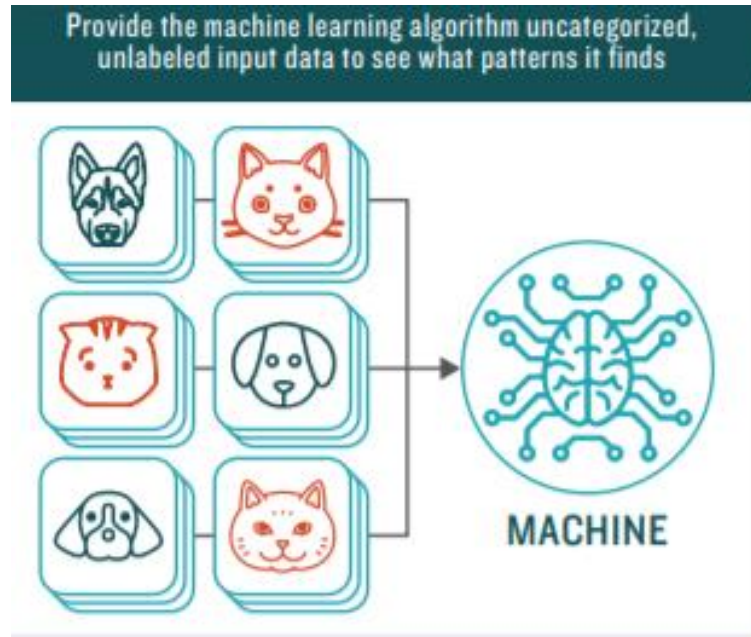 Provide the machine learning algorithm uncategorized,
unlabeled input data to see what patterns it finds
MACHINE